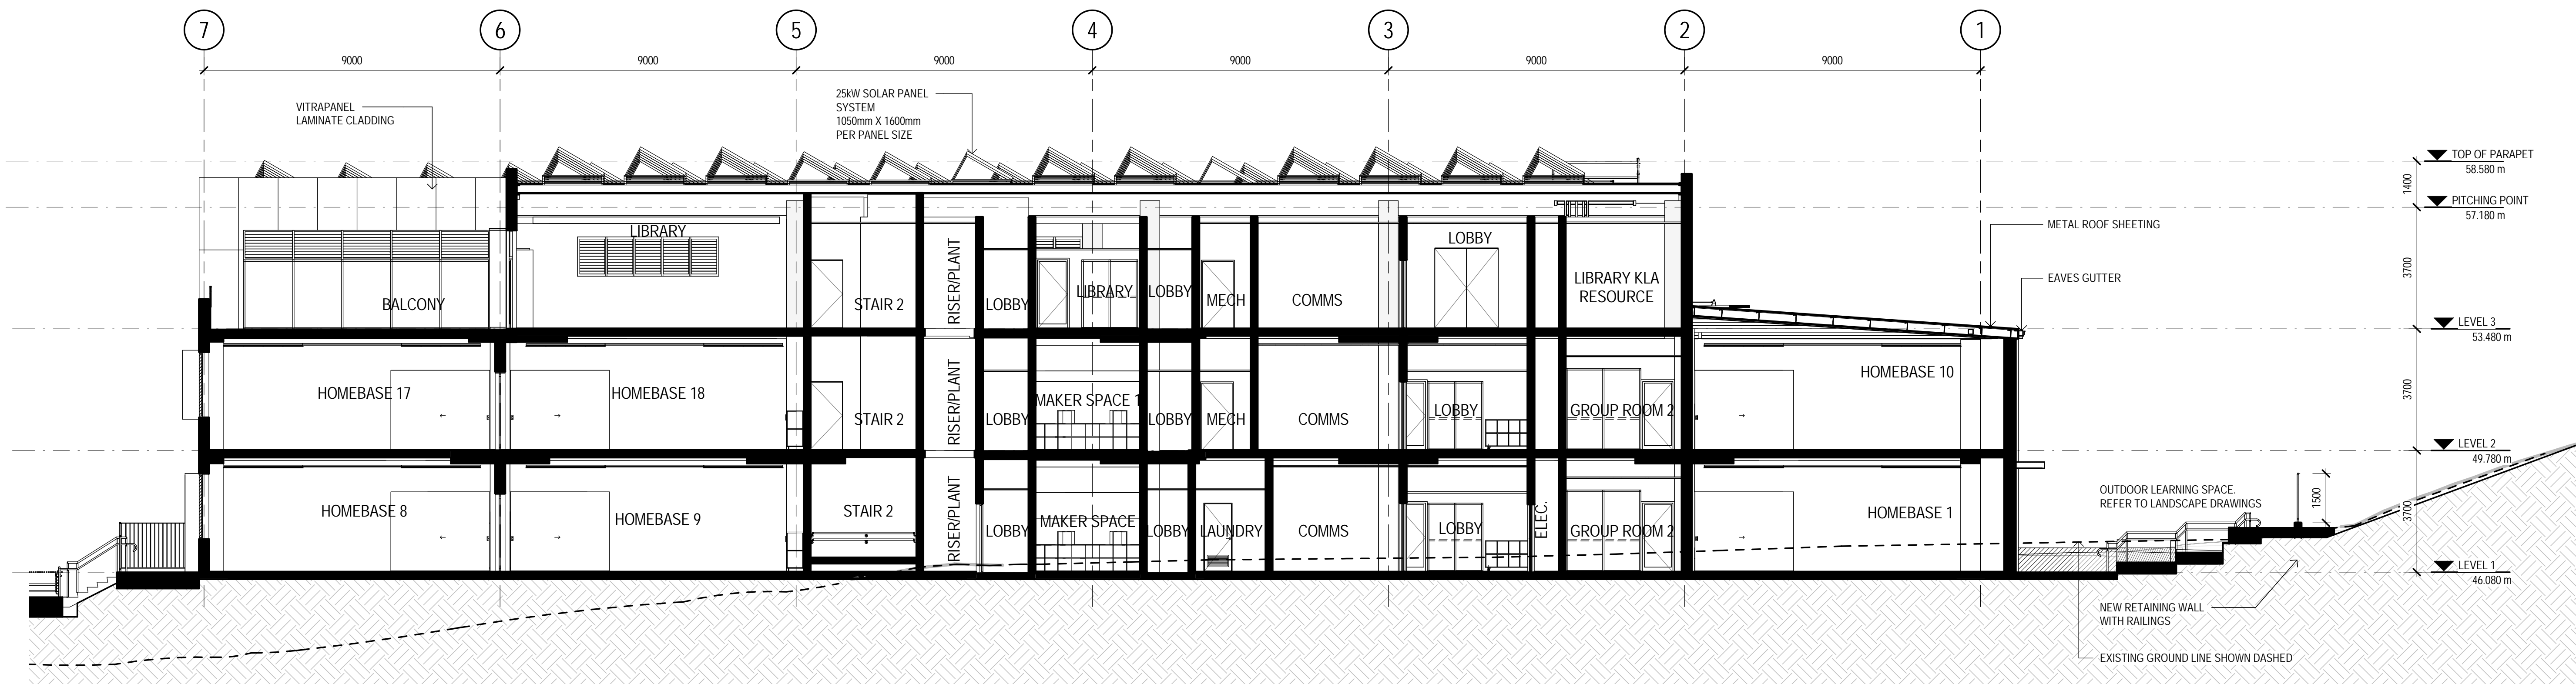 7
6
5
4
3
2
1
9000
9000
9000
9000
9000
9000
VITRAPANEL
LAMINATE CLADDING
25kW SOLAR PANEL
SYSTEM
1050mm X 1600mm
PER PANEL SIZE
TOP OF PARAPET
58.580 m
1400
PITCHING POINT
57.180 m
METAL ROOF SHEETING
EAVES GUTTER
3700
LEVEL 3
53.480 m
BALCONY
LIBRARY
STAIR 2
RISER/PLANT
LOBBY
LIBRARY
LOBBY
MECH
COMMS
LOBBY
LIBRARY KLA
RESOURCE
HOMEBASE 17
HOMEBASE 18
STAIR 2
RISER/PLANT
LOBBY
MAKER SPACE 1
LOBBY
MECH
COMMS
LOBBY
GROUP ROOM 2
HOMEBASE 10
3700
LEVEL 2
49.780 m
HOMEBASE 8
HOMEBASE 9
STAIR 2
RISER/PLANT
LOBBY
MAKER SPACE
LOBBY
LAUNDRY
COMMS
LOBBY
ELEC.
GROUP ROOM 2
HOMEBASE 1
OUTDOOR LEARNING SPACE.
REFER TO LANDSCAPE DRAWINGS
1500
3700
LEVEL 1
46.080 m
NEW RETAINING WALL
WITH RAILINGS
EXISTING GROUND LINE SHOWN DASHED